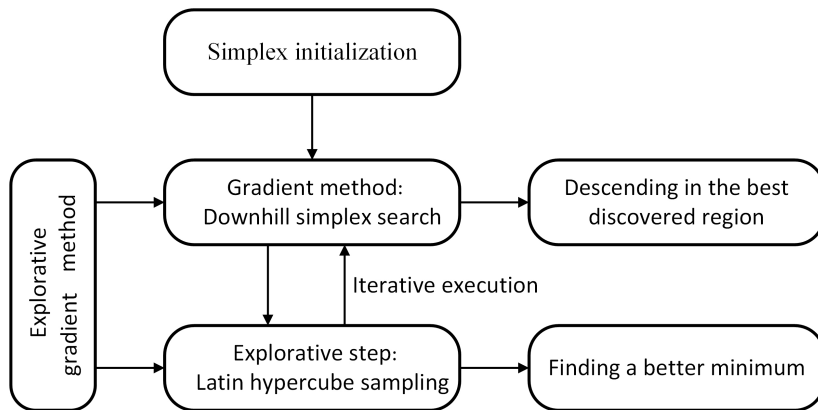 Simplex initialization
Gradient method:
Downhill simplex search
Descending in the best
discovered region
Explorative
gradient method
Iterative execution
Explorative step:
Latin hypercube sampling
Finding a better minimum